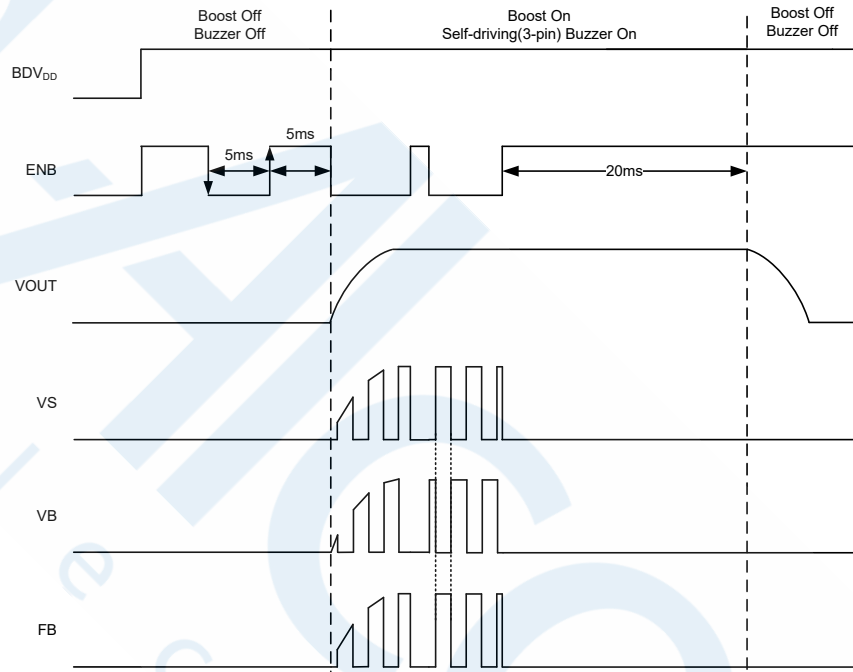 Boost Off
Buzzer Off
Boost On
Self-driving(3-pin) Buzzer On
Boost Off
Buzzer Off
BDVDD
ENB
5ms
5ms
20ms
VOUT
VS
VB
FB